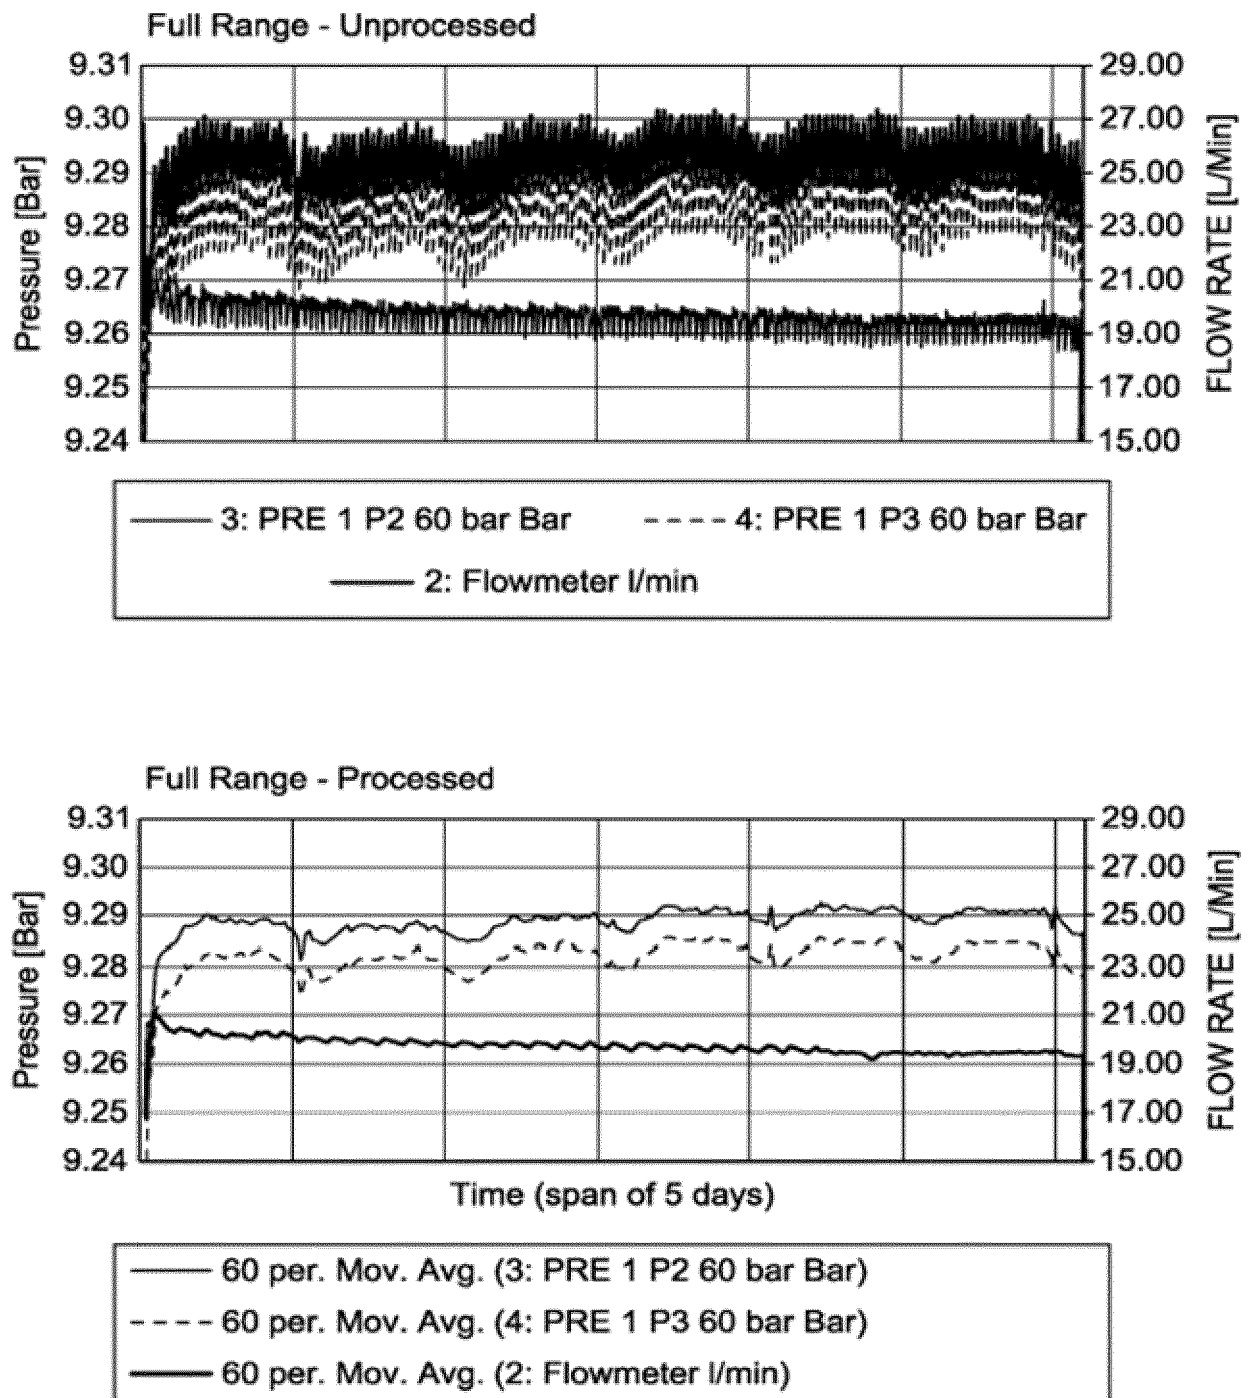 Full Range - Unprocessed
9.31
9.30
9.29
9.28
9.27
9.26
9.25
9.24
Pressure [Bar]
29.00
27.00
25.00
23.00
21.00
19.00
17.00
15.00
FLOW RATE [L/Min]
3: PRE 1 P2 60 bar Bar
4: PRE 1 P3 60 bar Bar
2: Flowmeter l/min
Full Range - Processed
9.31
9.30
9.29
9.28
9.27
9.26
9.25
9.24
Pressure [Bar]
29.00
27.00
25.00
23.00
21.00
19.00
17.00
15.00
FLOW RATE [L/Min]
Time (span of 5 days)
60 per. Mov. Avg. (3: PRE 1 P2 60 bar Bar)
60 per. Mov. Avg. (4: PRE 1 P3 60 bar Bar)
60 per. Mov. Avg. (2: Flowmeter l/min)